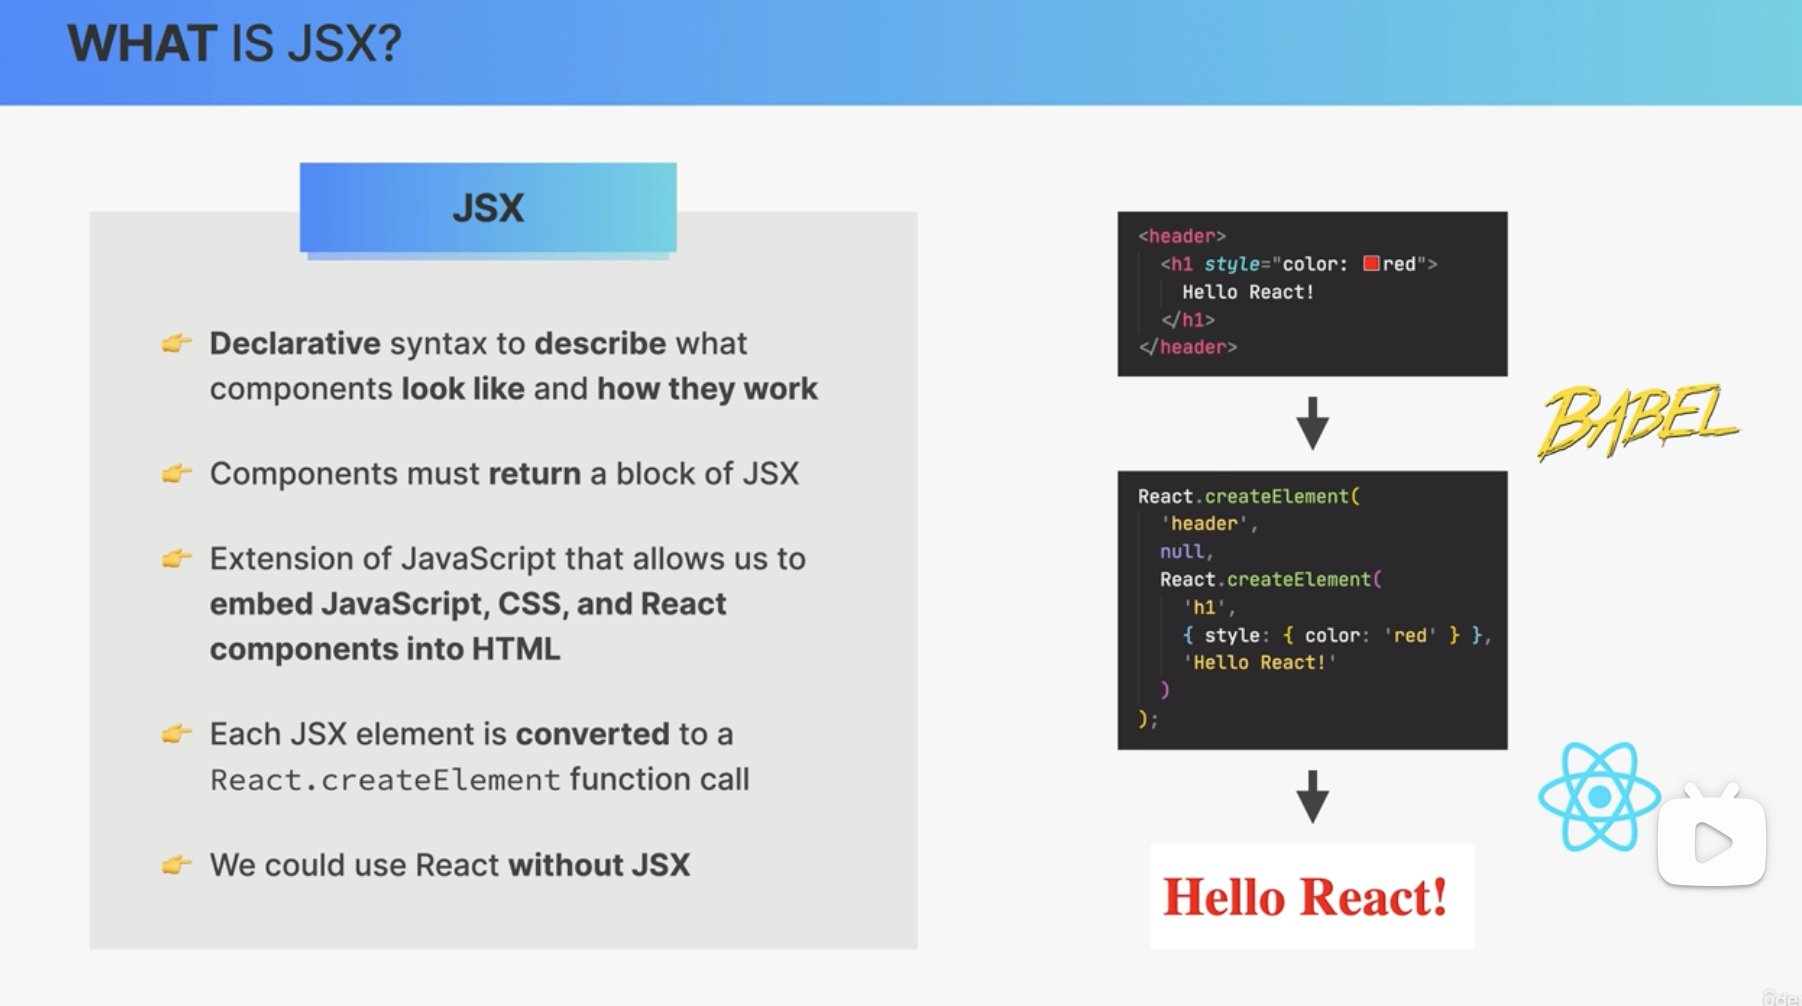 WHAT IS JSX?
JSX
👉 Declarative syntax to describe what
components look like and how they work
👉 Components must return a block of JSX
👉 Extension of JavaScript that allows us to
embed JavaScript, CSS, and React
components into HTML
👉 Each JSX element is converted to a
React.createElement function call
👉 We could use React without JSX
<header>
<h1 style="color: red">
Hello React!
</h1>
</header>
BABEL
React.createElement(
'header',
null,
React.createElement(
'h1',
{ style: { color: 'red' } },
'Hello React!'
)
);
Hello React!